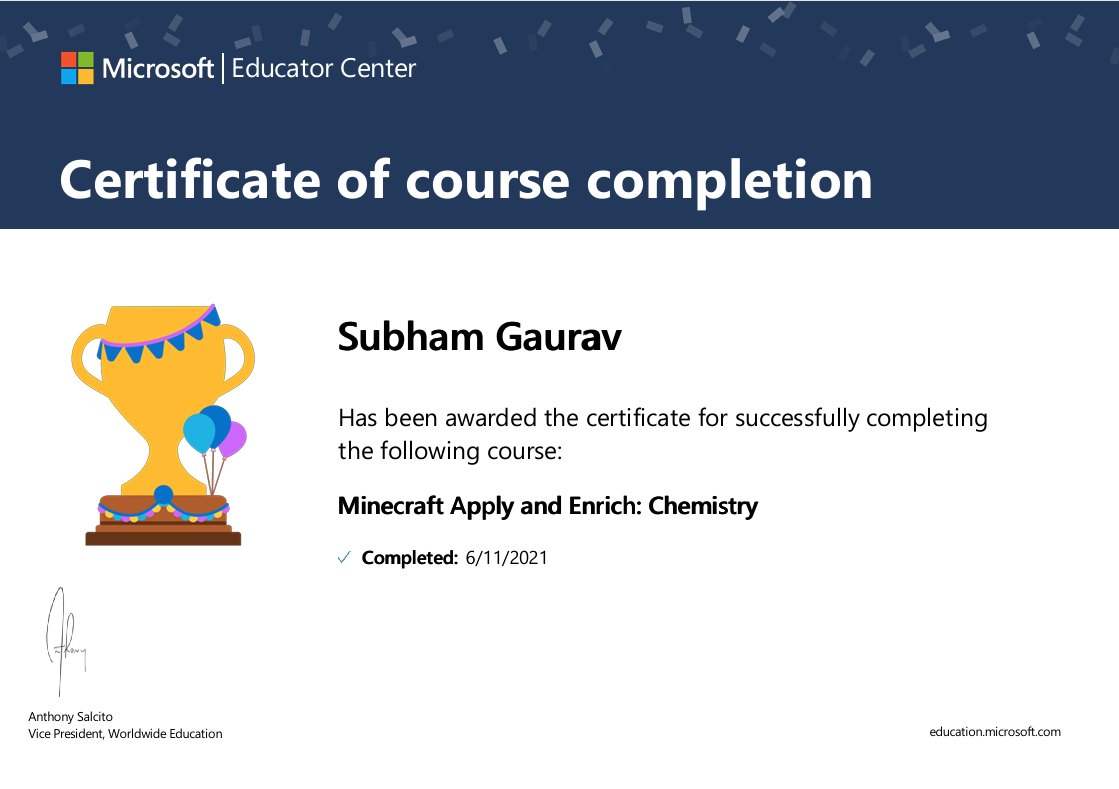 Microsoft | Educator Center
Certificate of course completion
Subham Gaurav
Has been awarded the certificate for successfully completing
the following course:
Minecraft Apply and Enrich: Chemistry
✓ Completed: 6/11/2021
Anthony
Anthony Salcito
Vice President, Worldwide Education
education.microsoft.com